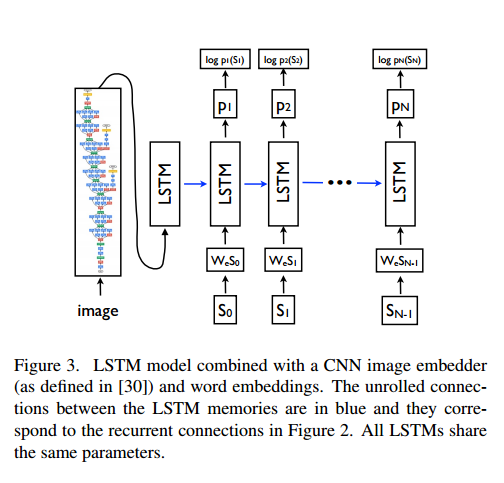 log p1(S1) log p2(S2) log pN(SN)
p1 p2 pN
LSTM LSTM LSTM LSTM
WeS0 WeS1 WeSN-1
image S0 S1 SN-1
Figure 3. LSTM model combined with a CNN image embedder
(as defined in [30]) and word embeddings. The unrolled connec-
tions between the LSTM memories are in blue and they corre-
spond to the recurrent connections in Figure 2. All LSTMs share
the same parameters.